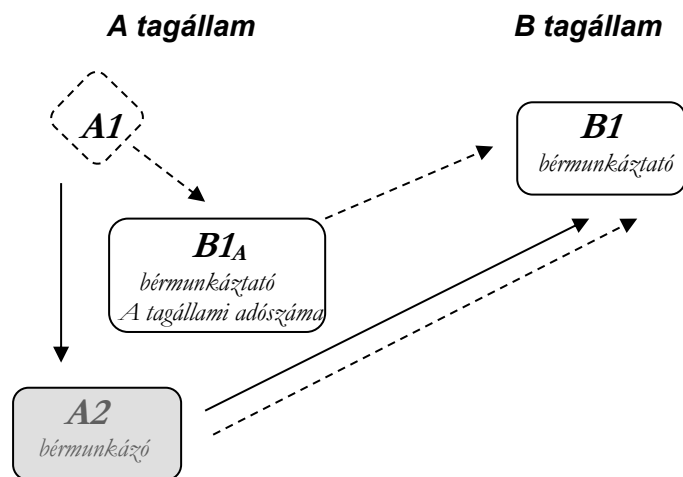 A tagállam
B tagállam
A1
B1
bérmunkáztató
B1A
bérmunkáztató
A tagállami adószáma
A2
bérmunkázó